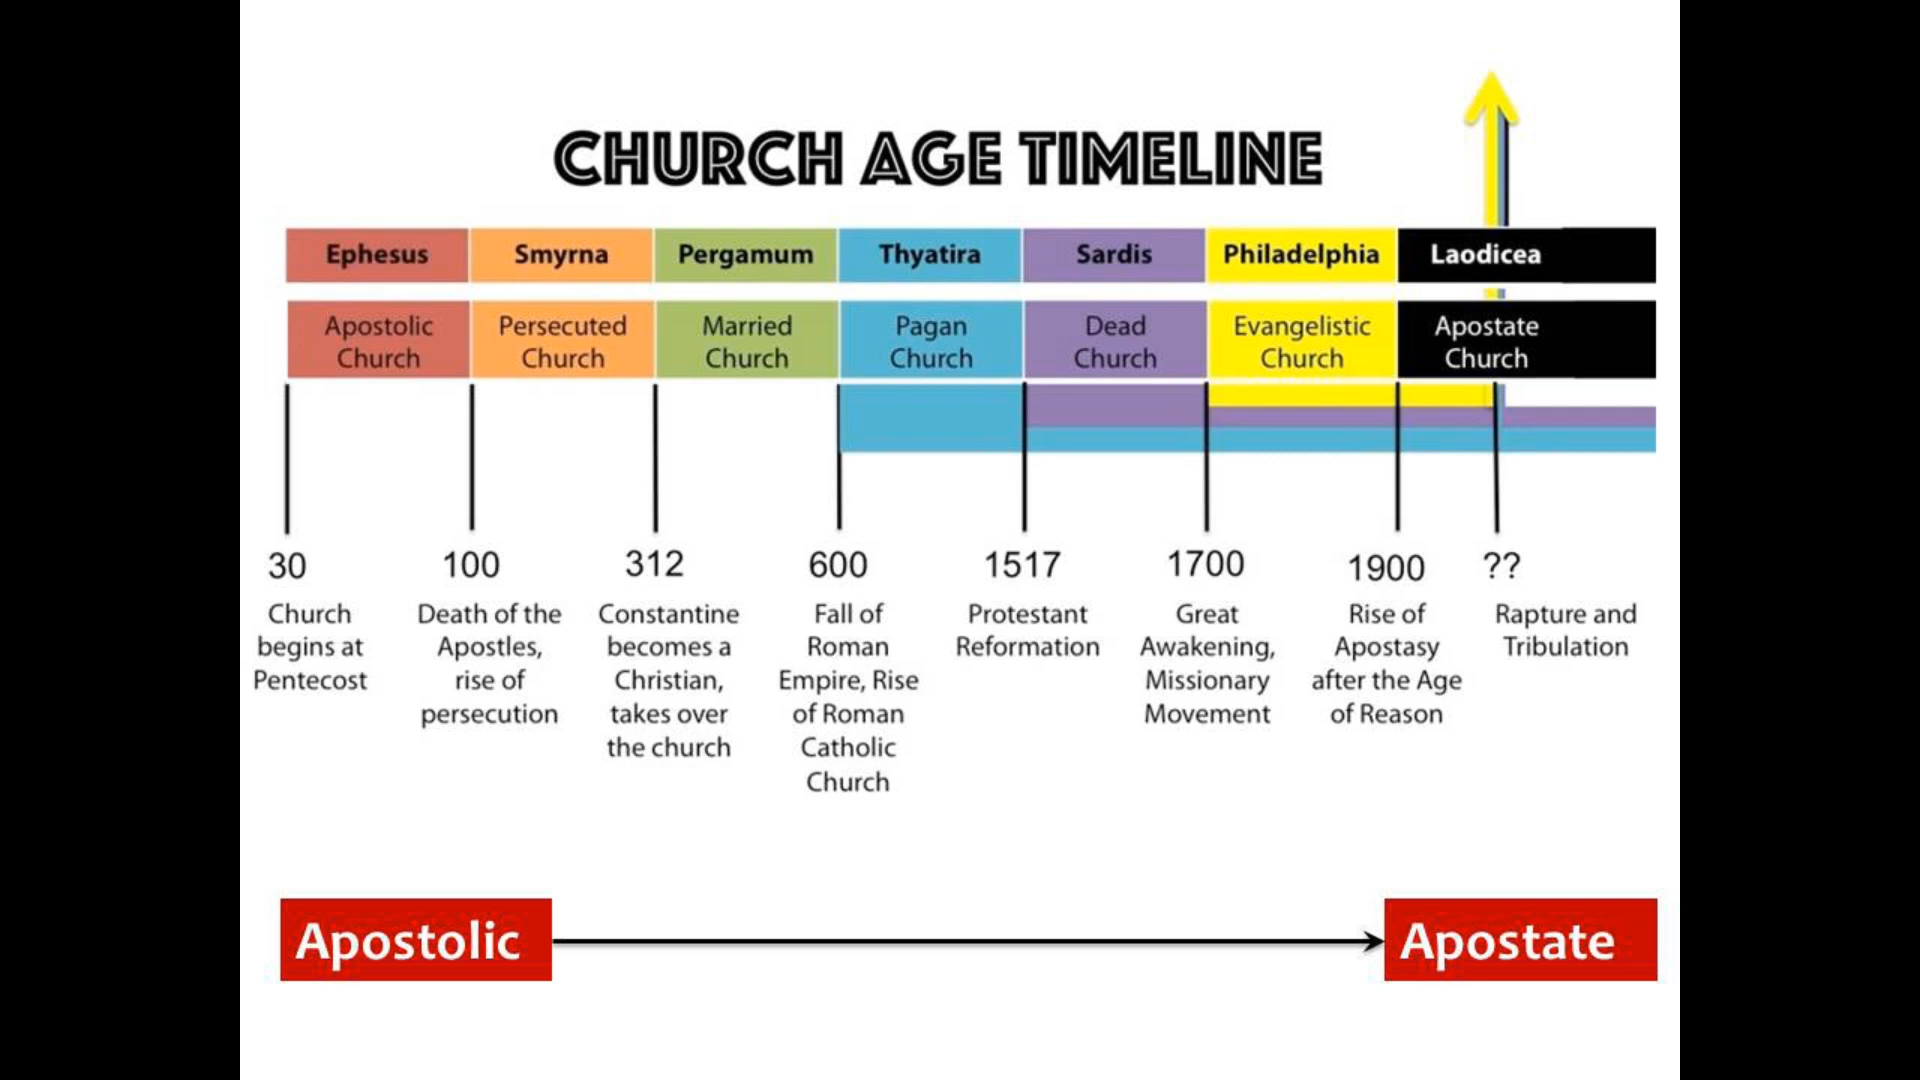 CHURCH AGE TIMELINE
Ephesus
Smyrna
Pergamum
Thyatira
Sardis
Philadelphia
Laodicea
Apostolic
Church
Persecuted
Church
Married
Church
Pagan
Church
Dead
Church
Evangelistic
Church
Apostate
Church
30
Church
begins at
Pentecost
100
Death of the
Apostles,
rise of
persecution
312
Constantine
becomes a
Christian,
takes over
the church
600
Fall of
Roman
Empire, Rise
of Roman
Catholic
Church
1517
Protestant
Reformation
1700
Great
Awakening,
Missionary
Movement
1900
Rise of
Apostasy
after the Age
of Reason
??
Rapture and
Tribulation
Apostolic
Apostate